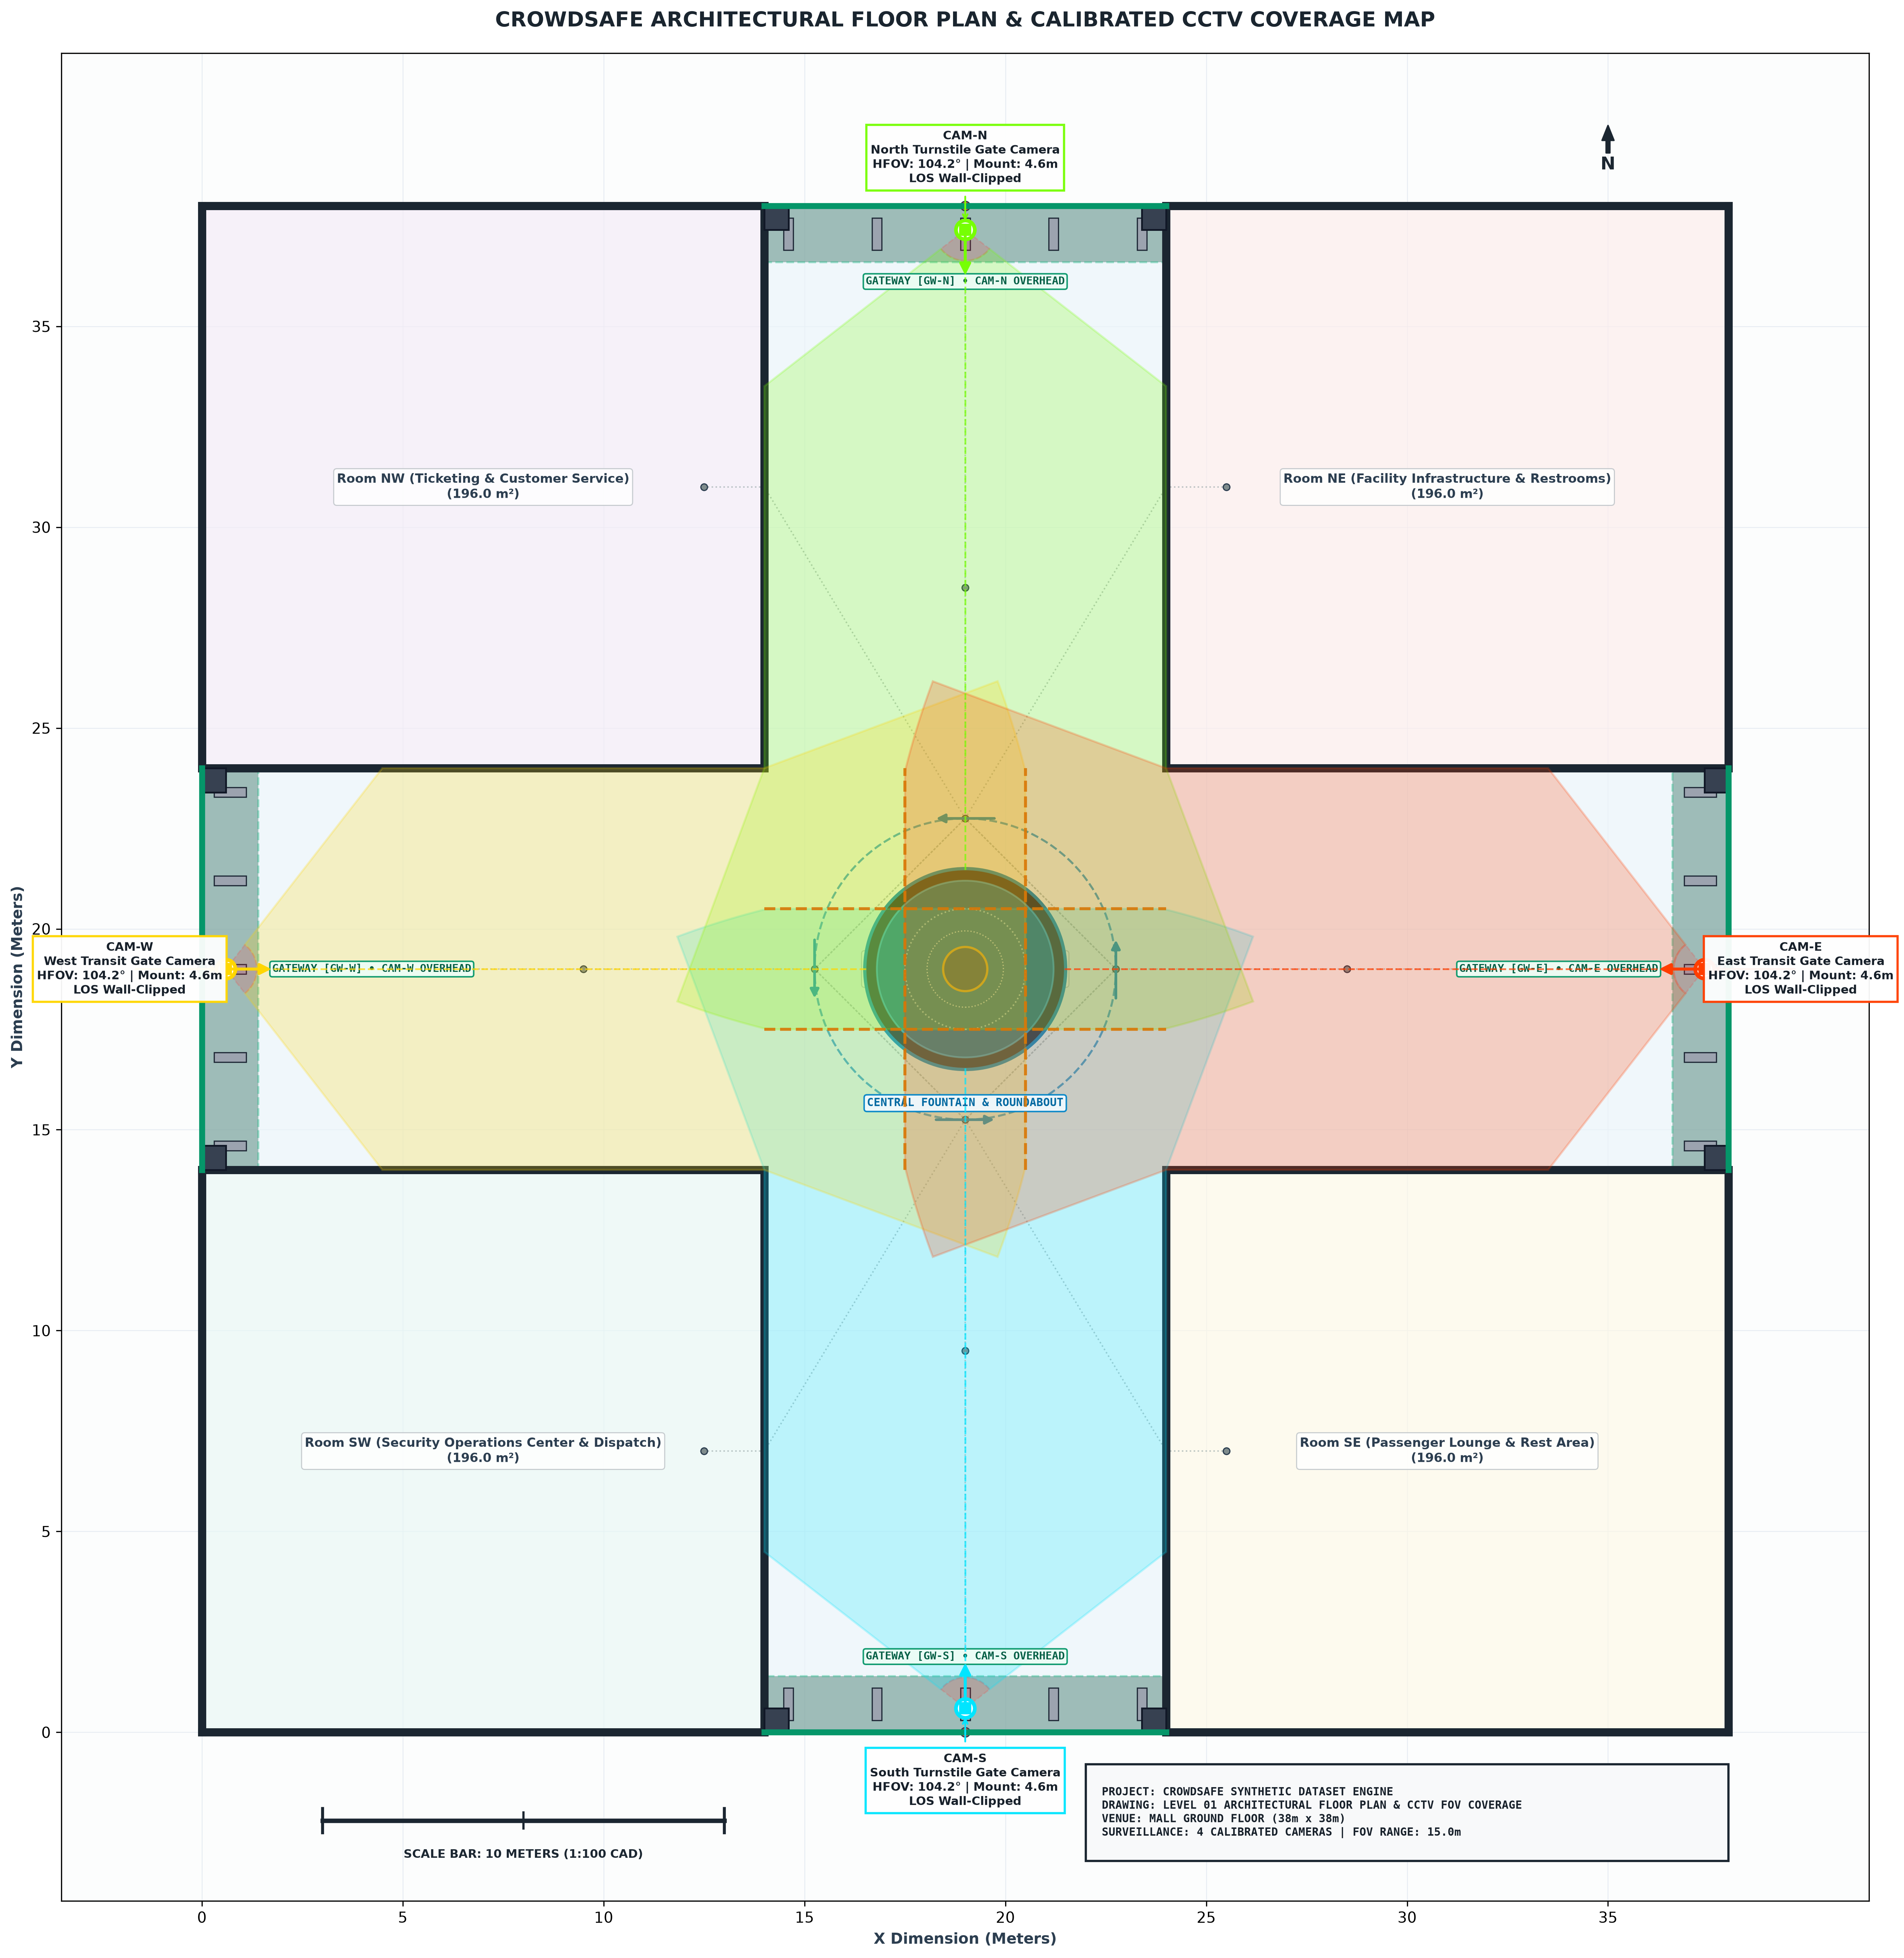 CROWDSAFE ARCHITECTURAL FLOOR PLAN & CALIBRATED CCTV COVERAGE MAP
CAM-N
North Turnstile Gate Camera
HFOV: 104.2° | Mount: 4.6m
LOS Wall-Clipped
N
GATEWAY [GW-N] • CAM-N OVERHEAD
35
Room NW (Ticketing & Customer Service)
(196.0 m²)
Room NE (Facility Infrastructure & Restrooms)
(196.0 m²)
30
25
20
CAM-W
West Transit Gate Camera
HFOV: 104.2° | Mount: 4.6m
LOS Wall-Clipped
GATEWAY [GW-W] • CAM-W OVERHEAD
GATEWAY [GW-E] • CAM-E OVERHEAD
CAM-E
East Transit Gate Camera
HFOV: 104.2° | Mount: 4.6m
LOS Wall-Clipped
Y Dimension (Meters)
CENTRAL FOUNTAIN & ROUNDABOUT
15
10
Room SW (Security Operations Center & Dispatch)
(196.0 m²)
Room SE (Passenger Lounge & Rest Area)
(196.0 m²)
5
GATEWAY [GW-S] • CAM-S OVERHEAD
0
CAM-S
South Turnstile Gate Camera
HFOV: 104.2° | Mount: 4.6m
LOS Wall-Clipped
PROJECT: CROWDSAFE SYNTHETIC DATASET ENGINE
DRAWING: LEVEL 01 ARCHITECTURAL FLOOR PLAN & CCTV FOV COVERAGE
VENUE: MALL GROUND FLOOR (38m x 38m)
SURVEILLANCE: 4 CALIBRATED CAMERAS | FOV RANGE: 15.0m
SCALE BAR: 10 METERS (1:100 CAD)
0 5 10 15 20 25 30 35
X Dimension (Meters)